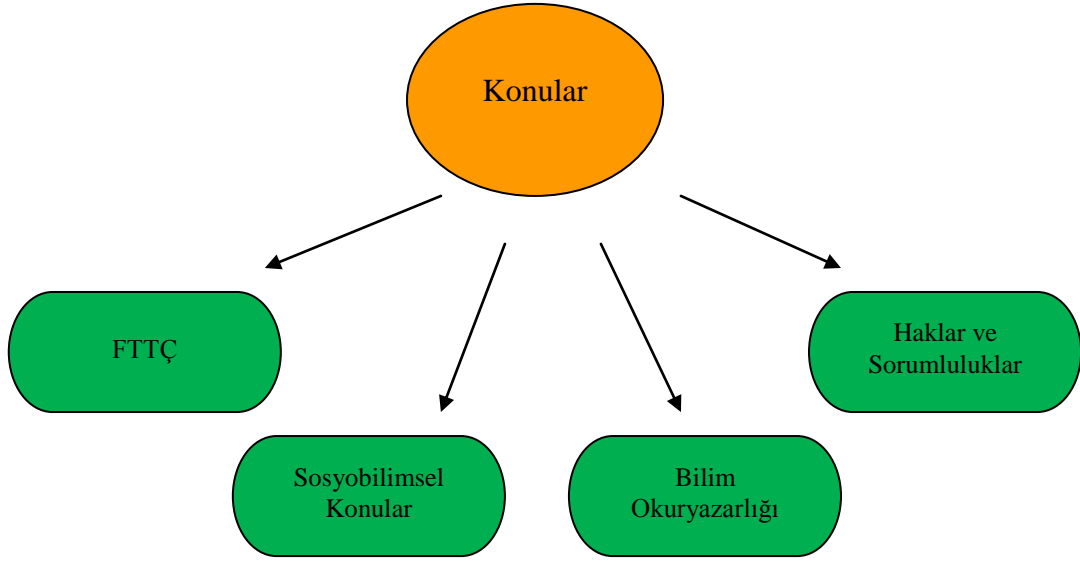 Konular
FTTÇ
Haklar ve
Sorumluluklar
Sosyobilimsel
Konular
Bilim
Okuryazarlığı